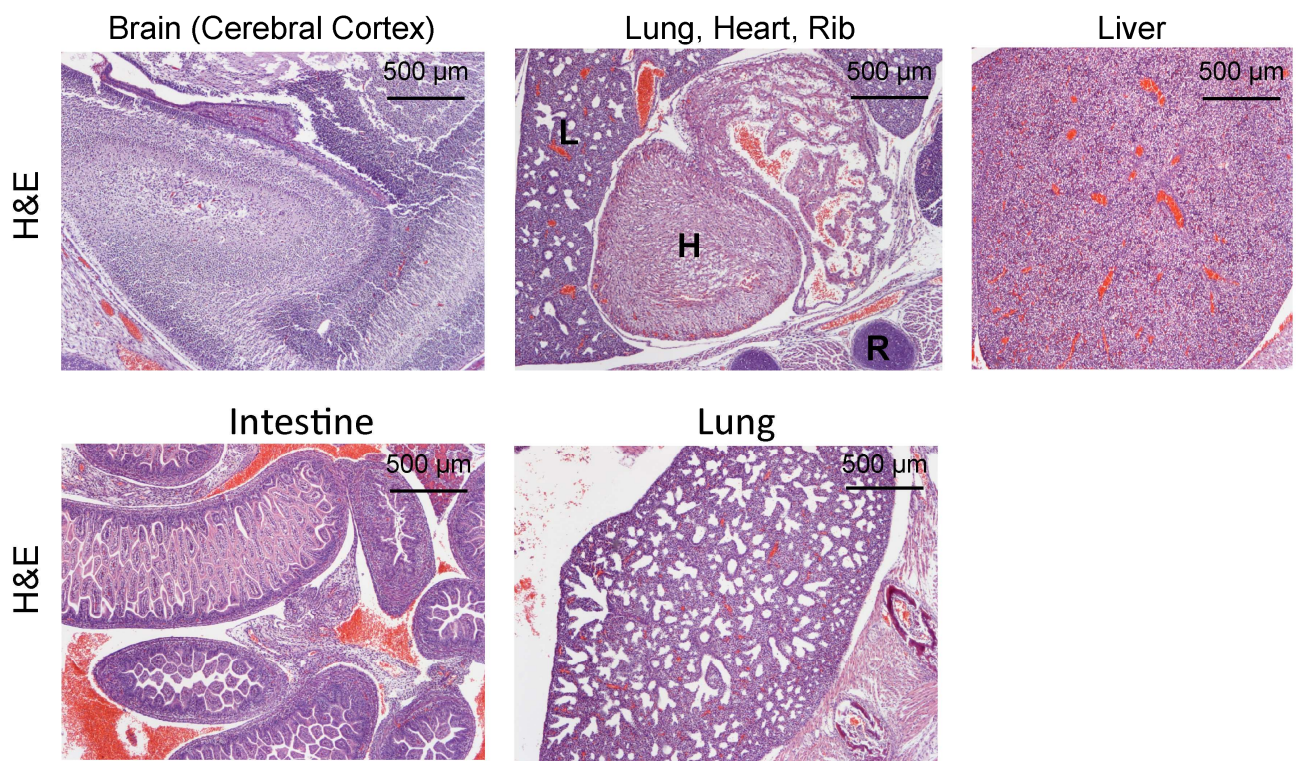 Brain (Cerebral Cortex)
Lung, Heart, Rib
Liver
H&E
500 µm
500 µm
500 µm
L
H
R
Intestine
Lung
H&E
500 µm
500 µm